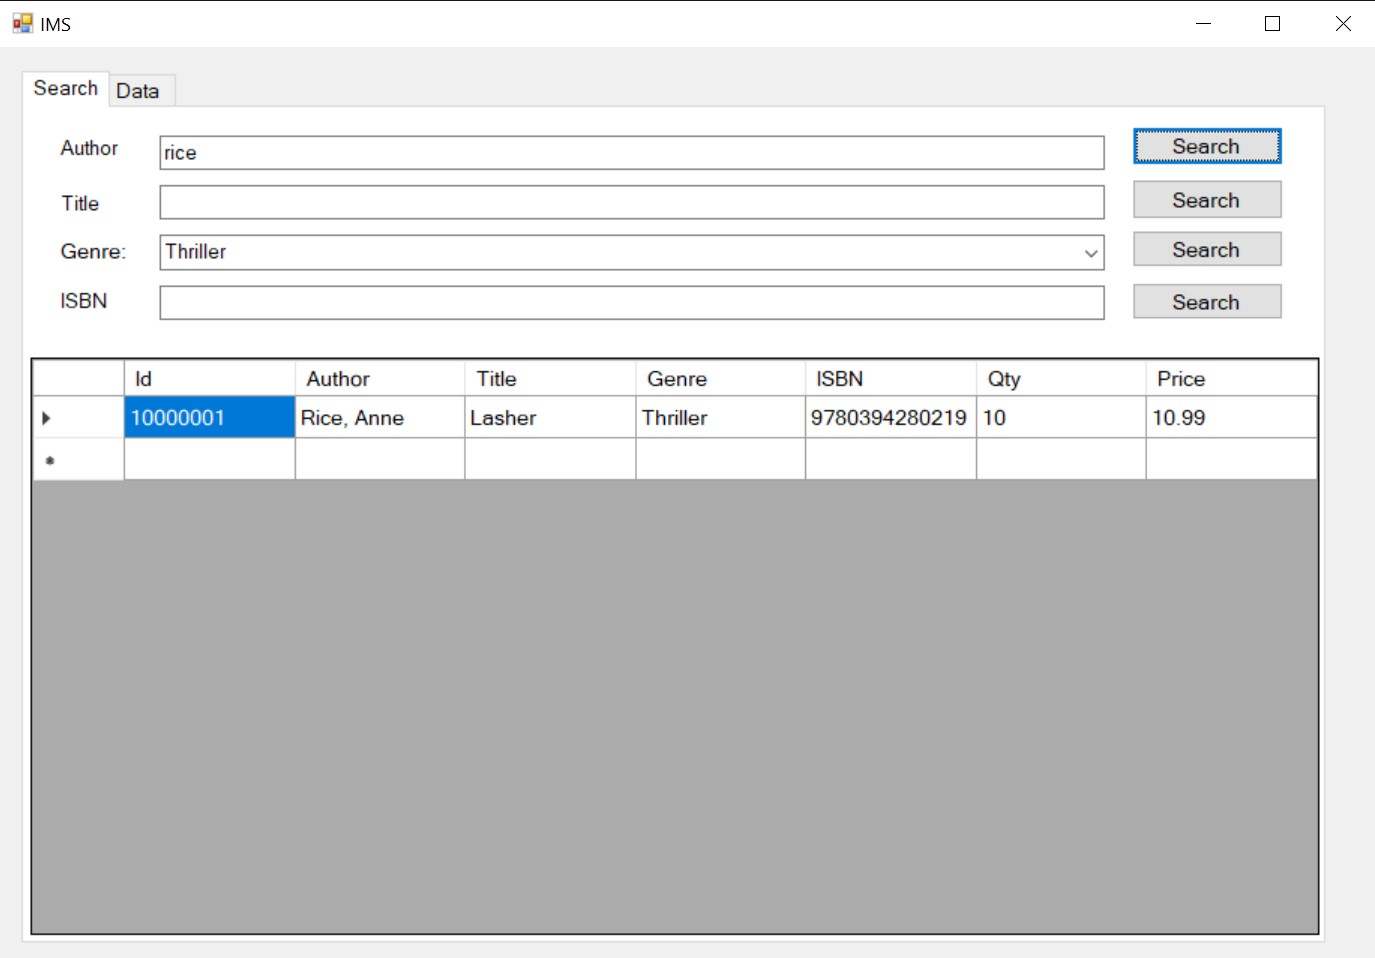 IMS
Search Data
Author rice Search
Title Search
Genre: Thriller Search
ISBN Search
Id Author Title Genre ISBN Qty Price
10000001 Rice, Anne Lasher Thriller 9780394280219 10 10.99